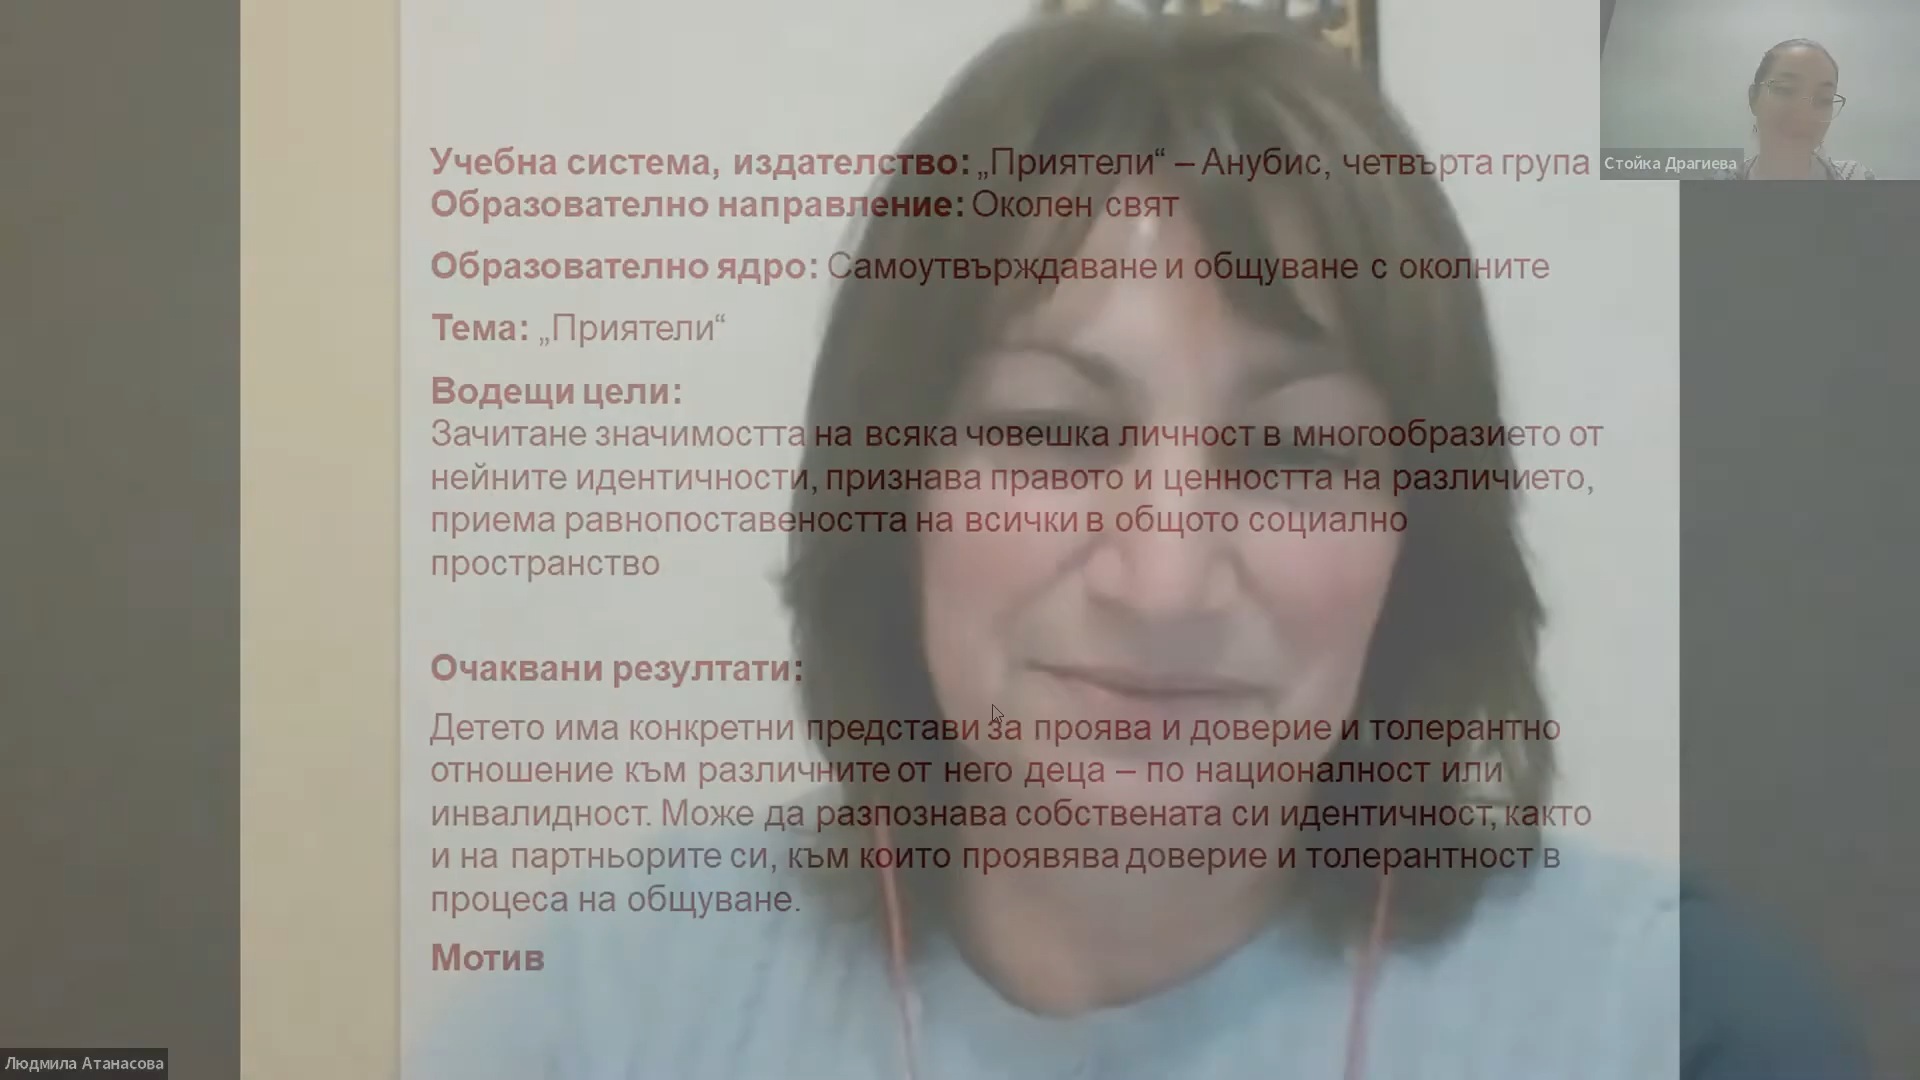 Учебна система, издателство: „Приятели“ – Анубис, четвърта група
Образователно направление: Околен свят
Образователно ядро: Самоутвърждаване и общуване с околните
Тема: „Приятели“
Водещи цели:
Зачитане значимостта на всяка човешка личност в многообразието от
нейните идентичности, признава правото и ценността на различието,
приема равнопоставеността на всички в общото социално
пространство
Очаквани резултати:
Детето има конкретни представи за проява и доверие и толерантно
отношение към различните от него деца – по националност или
инвалидност. Може да разпознава собствената си идентичност, както
и на партньорите си, към които проявява доверие и толерантност в
процеса на общуване.
Мотив
Стойка Драгиева
Людмила Атанасова